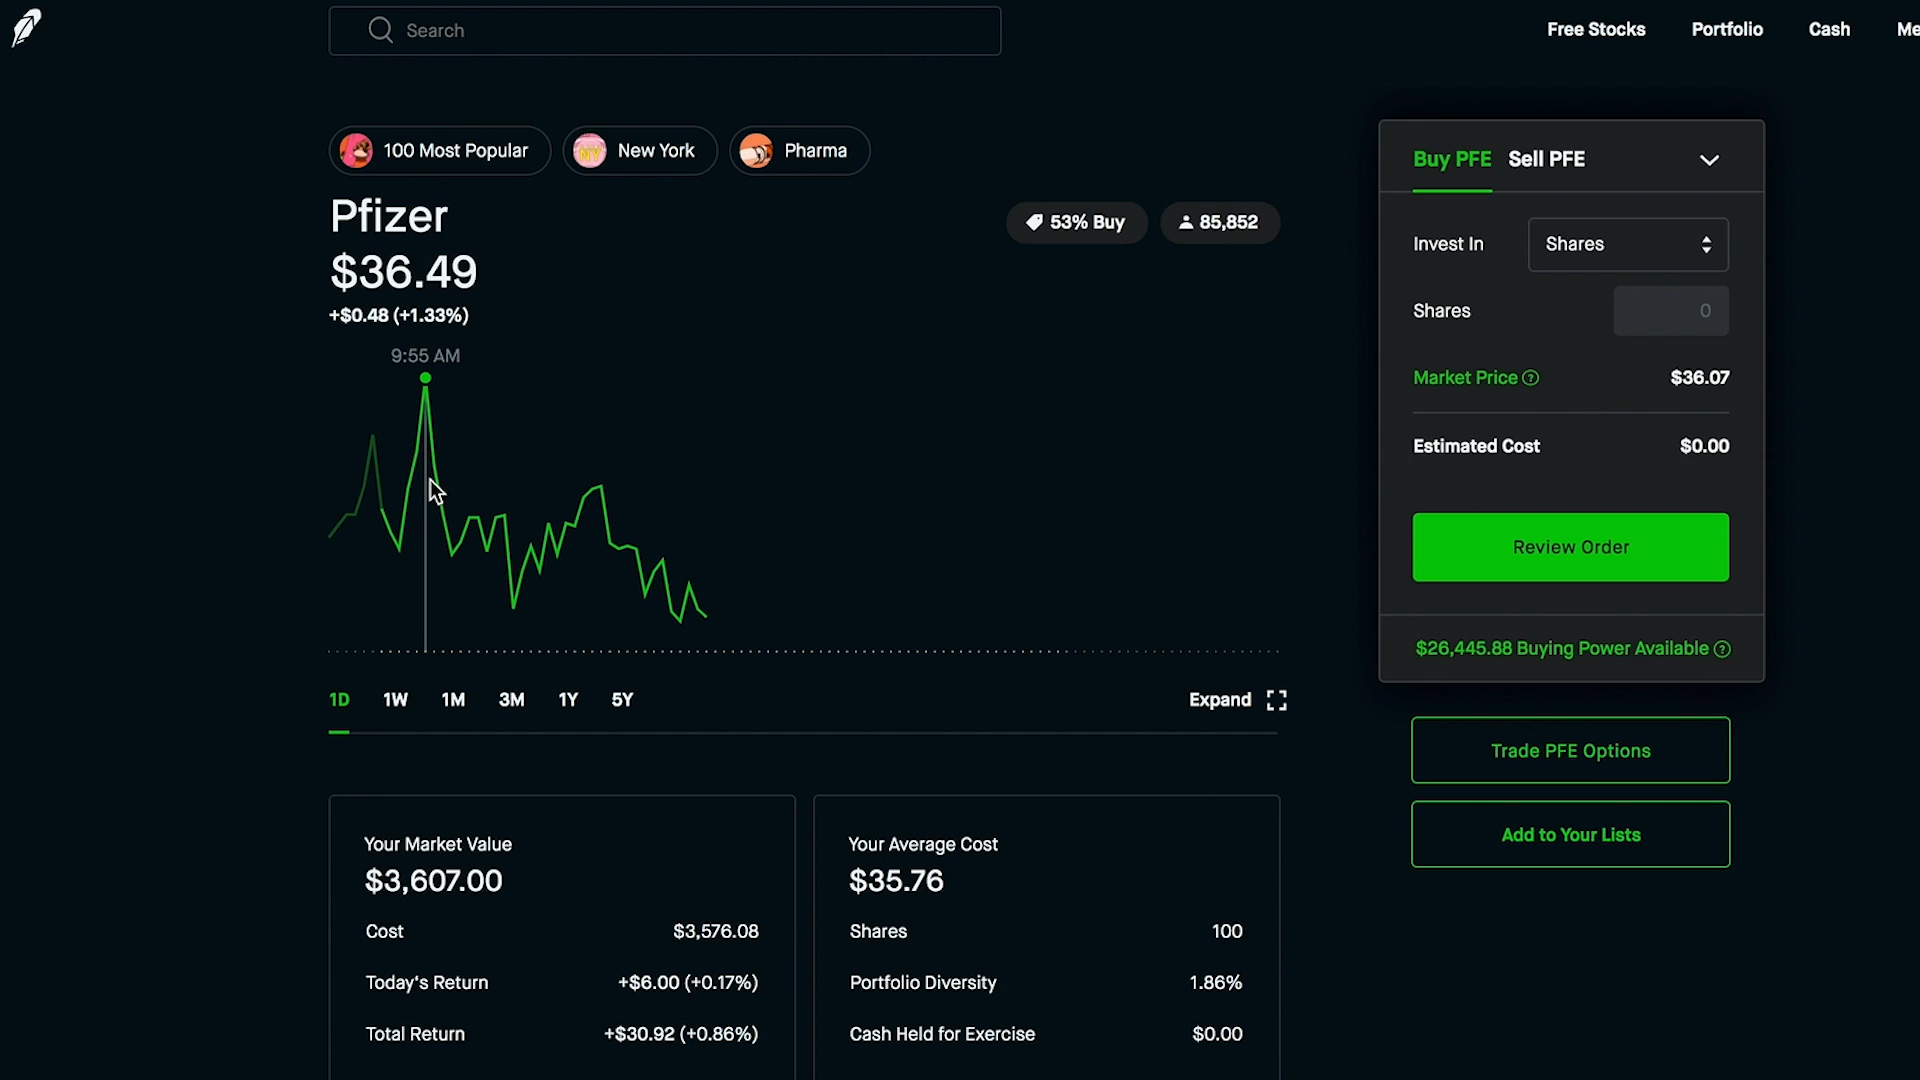 Search
Free Stocks
Portfolio
Cash
Me
100 Most Popular
NY
New York
Pharma
Pfizer
53% Buy
85,852
$36.49
+$0.48 (+1.33%)
9:55 AM
1D
1W
1M
3M
1Y
5Y
Expand
Buy PFE
Sell PFE
Invest In
Shares
Shares
0
Market Price
$36.07
Estimated Cost
$0.00
Review Order
$26,445.88 Buying Power Available
Trade PFE Options
Add to Your Lists
Your Market Value
$3,607.00
Cost
$3,576.08
Today's Return
+$6.00 (+0.17%)
Total Return
+$30.92 (+0.86%)
Your Average Cost
$35.76
Shares
100
Portfolio Diversity
1.86%
Cash Held for Exercise
$0.00